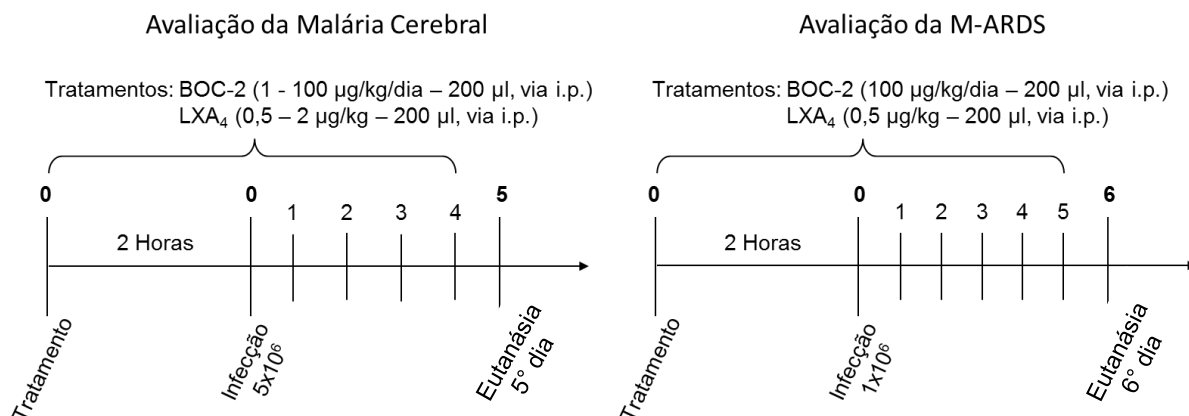 Avaliação da Malária Cerebral
Tratamentos: BOC-2 (1 - 100 µg/kg/dia – 200 µl, via i.p.)
LXA₄ (0,5 – 2 µg/kg – 200 µl, via i.p.)
0
0
5
1
2
3
4
2 Horas
Tratamento
Infecção
5x10⁶
Eutanásia
5° dia
Avaliação da M-ARDS
Tratamentos: BOC-2 (100 µg/kg/dia – 200 µl, via i.p.)
LXA₄ (0,5 µg/kg – 200 µl, via i.p.)
0
0
6
1
2
3
4
5
2 Horas
Tratamento
Infecção
1x10⁶
Eutanásia
6° dia